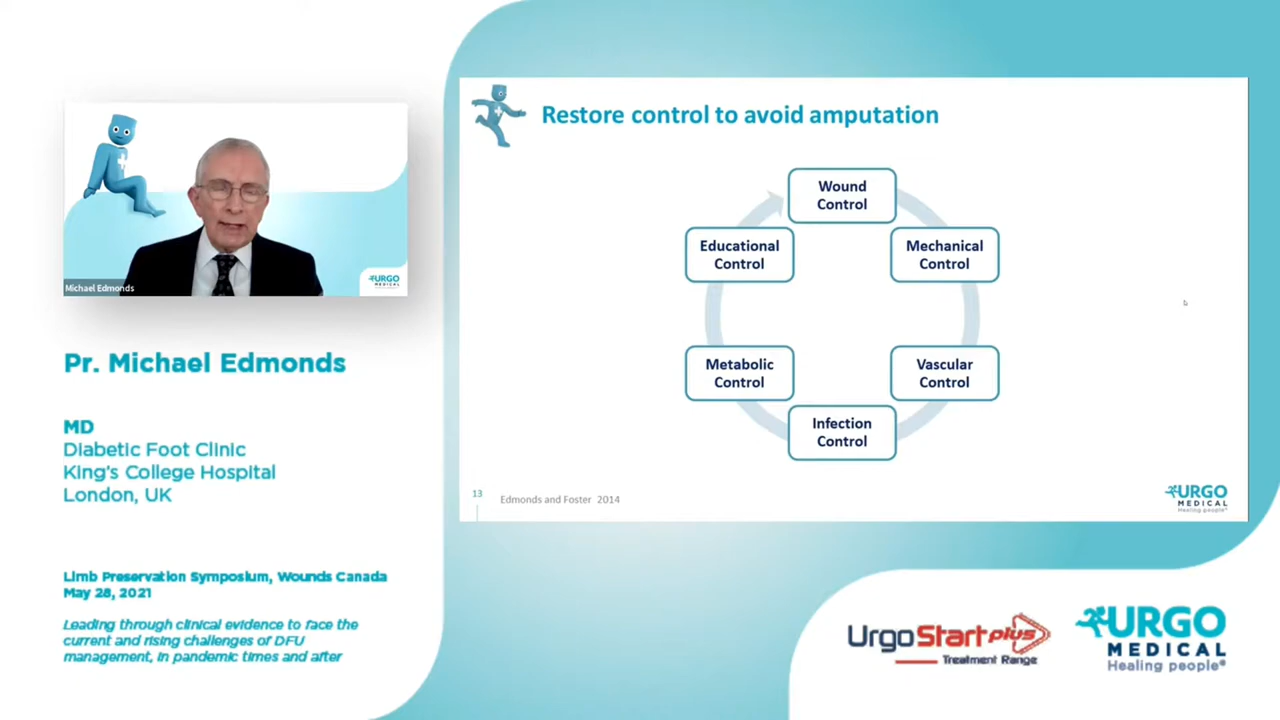 Michael Edmonds
URGO
MEDICAL
Pr. Michael Edmonds
MD
Diabetic Foot Clinic
King's College Hospital
London, UK
Limb Preservation Symposium, Wounds Canada
May 28, 2021
Leading through clinical evidence to face the
current and rising challenges of DFU
management, in pandemic times and after
Restore control to avoid amputation
Wound
Control
Mechanical
Control
Vascular
Control
Infection
Control
Metabolic
Control
Educational
Control
13
Edmonds and Foster 2014
URGO
MEDICAL
Healing people®
UrgoStart plus
Treatment Range
URGO
MEDICAL
Healing people®